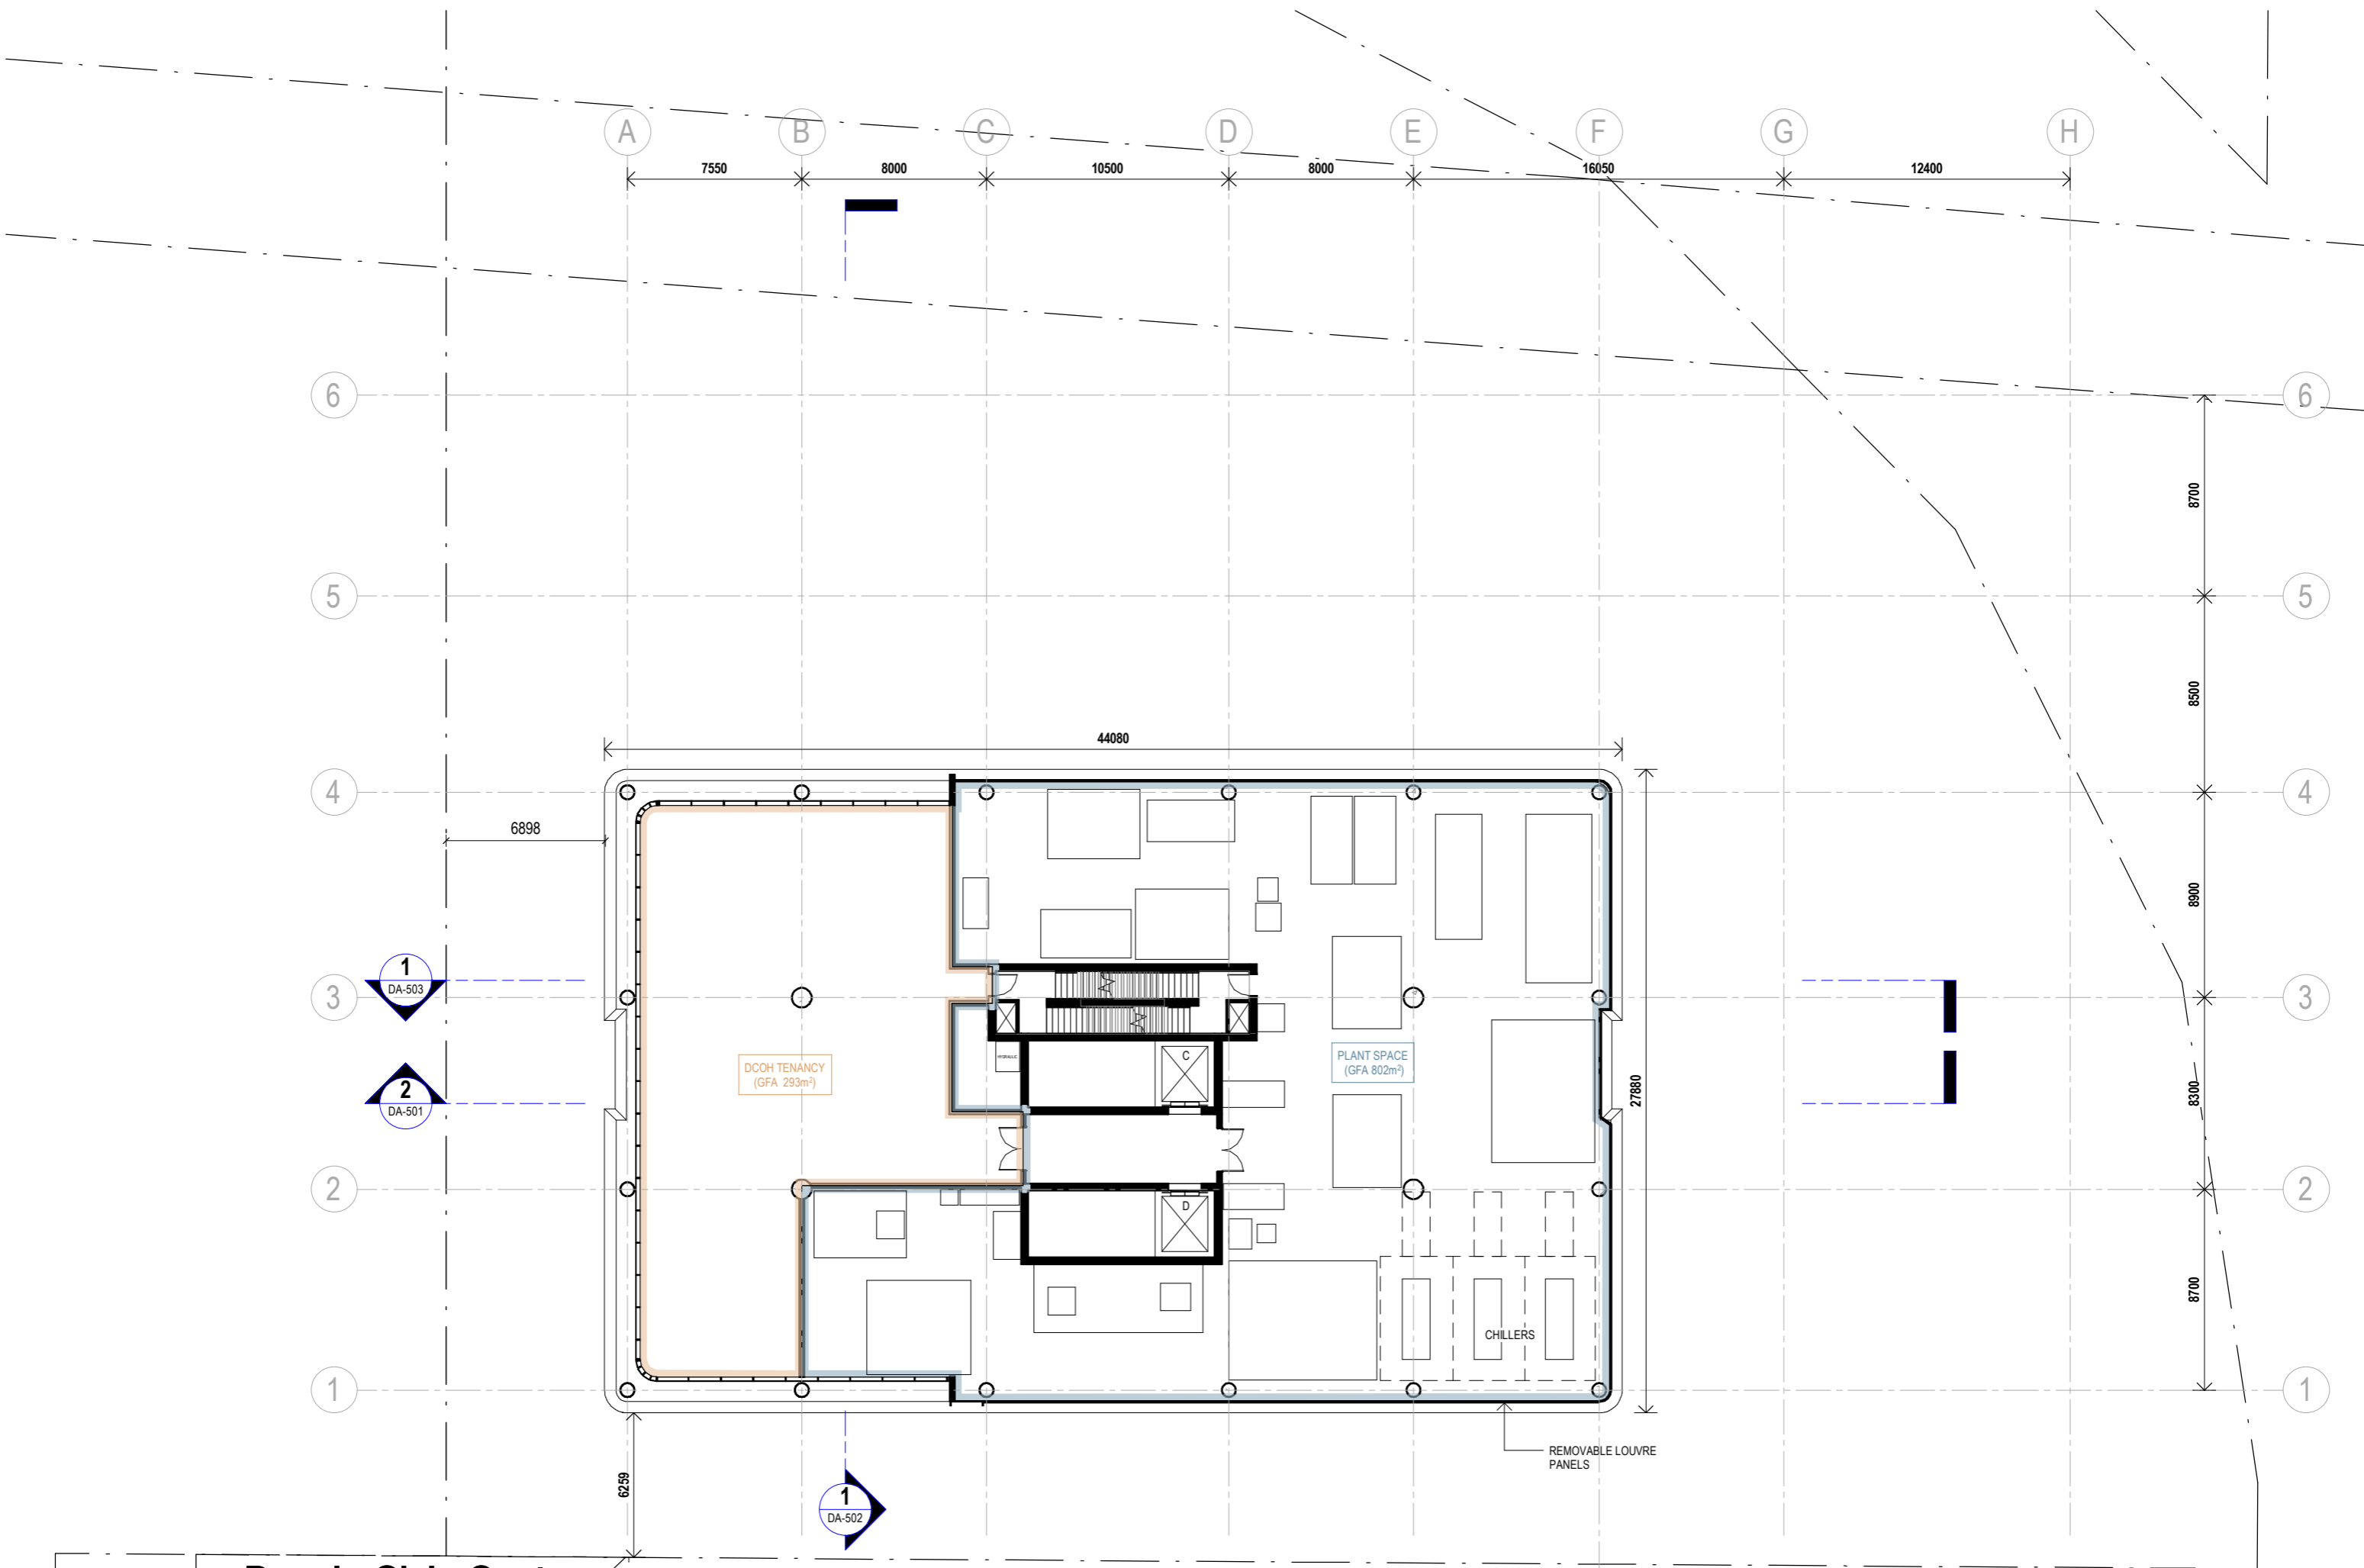 A B C D E F G H
7550 8000 10500 8000 16050 12400
6 6
8700
5 5
8500
44080
4 4
6898
8900
1
DA-503
3 3
C
PLANT SPACE
(GFA 802m²)
DCOH TENANCY
(GFA 293m²)
HYDRAULIC
27880
8300
2
DA-501
2 2
D
8700
CHILLERS
1 1
REMOVABLE LOUVRE
PANELS
6259
1
DA-502